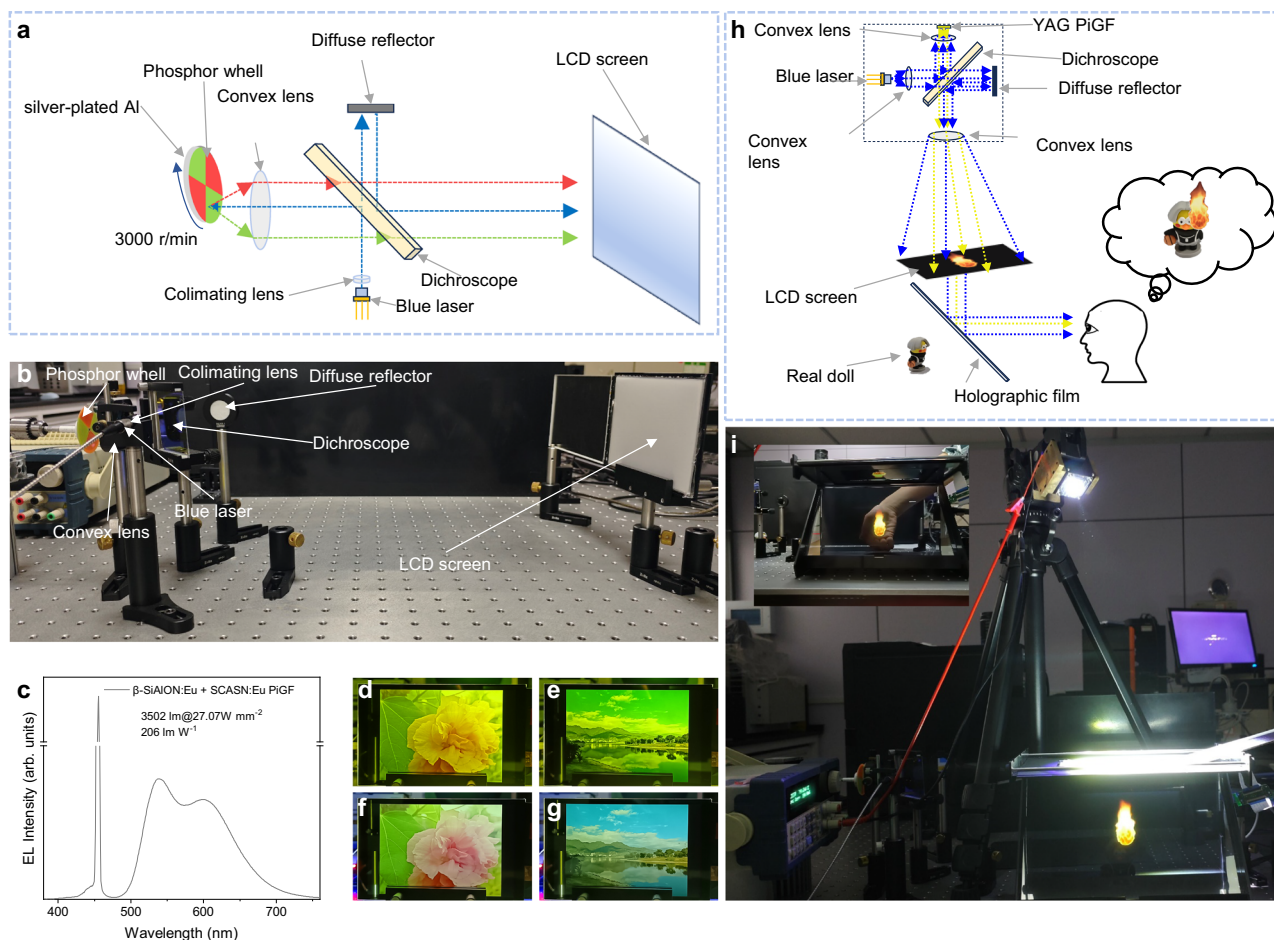 a
Diffuse reflector
LCD screen
Phosphor whell
Convex lens
silver-plated Al
3000 r/min
Dichroscope
Colimating lens
Blue laser
b
Phosphor whell
Colimating lens
Diffuse reflector
Dichroscope
Blue laser
Convex lens
LCD screen
c
β-SiAlON:Eu + SCASN:Eu PiGF
3502 lm@27.07W mm⁻²
206 lm W⁻¹
EL Intensity (arb. units)
400 500 600 700
Wavelength (nm)
d
e
f
g
h
YAG PiGF
Convex lens
Dichroscope
Blue laser
Diffuse reflector
Convex
lens
Convex lens
LCD screen
Real doll
Holographic film
i